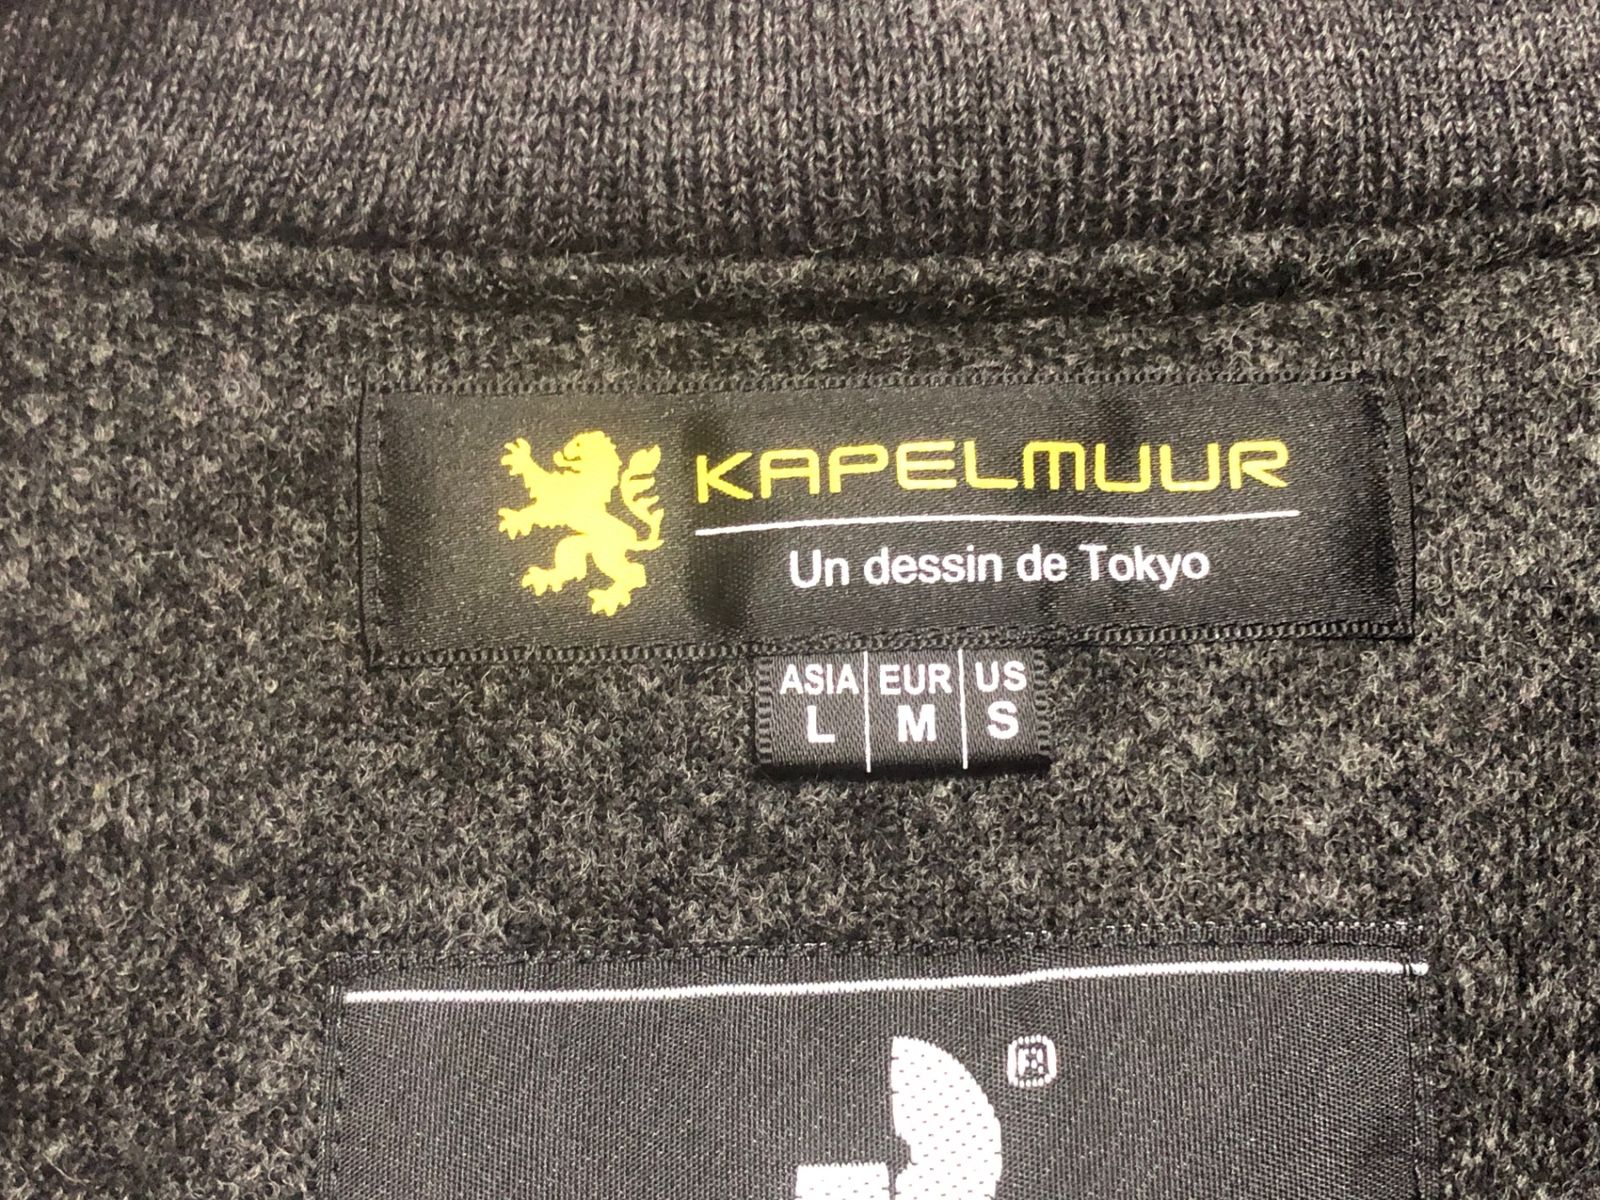 KAPELMUUR
Un dessin de Tokyo
ASIA EUR US
L M S
®